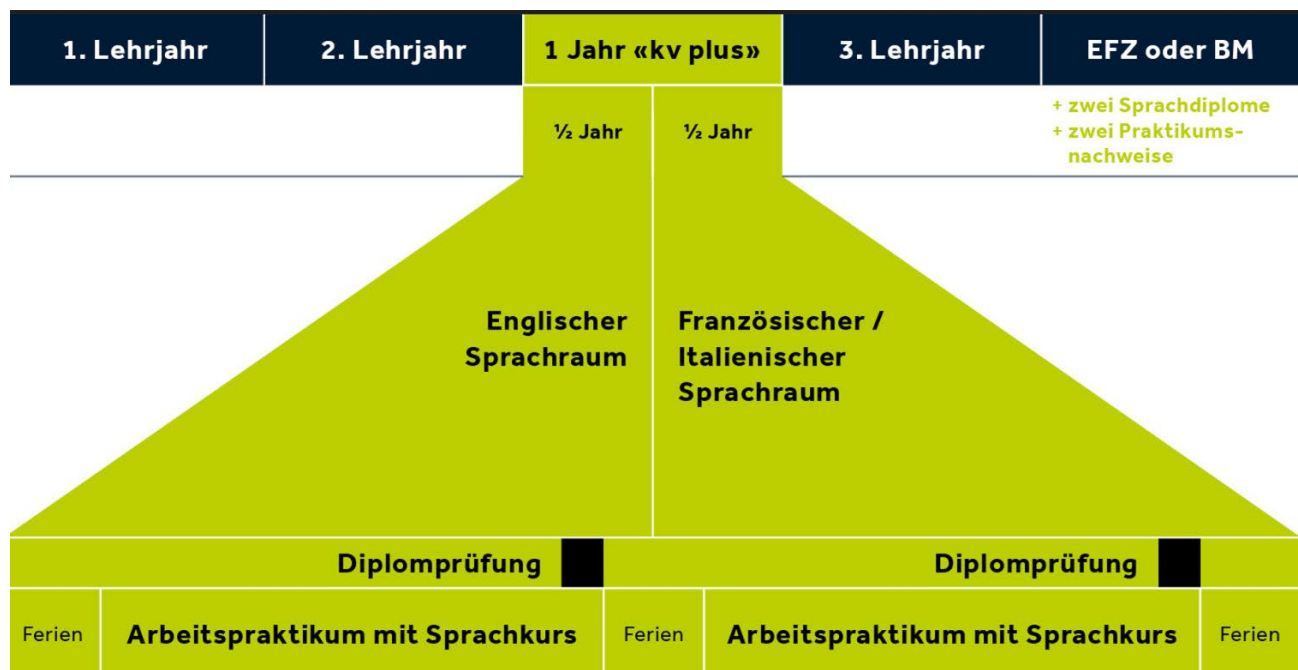 1. Lehrjahr
2. Lehrjahr
1 Jahr «kv plus»
3. Lehrjahr
EFZ oder BM
½ Jahr
½ Jahr
+ zwei Sprachdiplome
+ zwei Praktikums-
nachweise
Englischer
Sprachraum
Französischer /
Italienischer
Sprachraum
Diplomprüfung
Diplomprüfung
Ferien
Arbeitspraktikum mit Sprachkurs
Ferien
Arbeitspraktikum mit Sprachkurs
Ferien